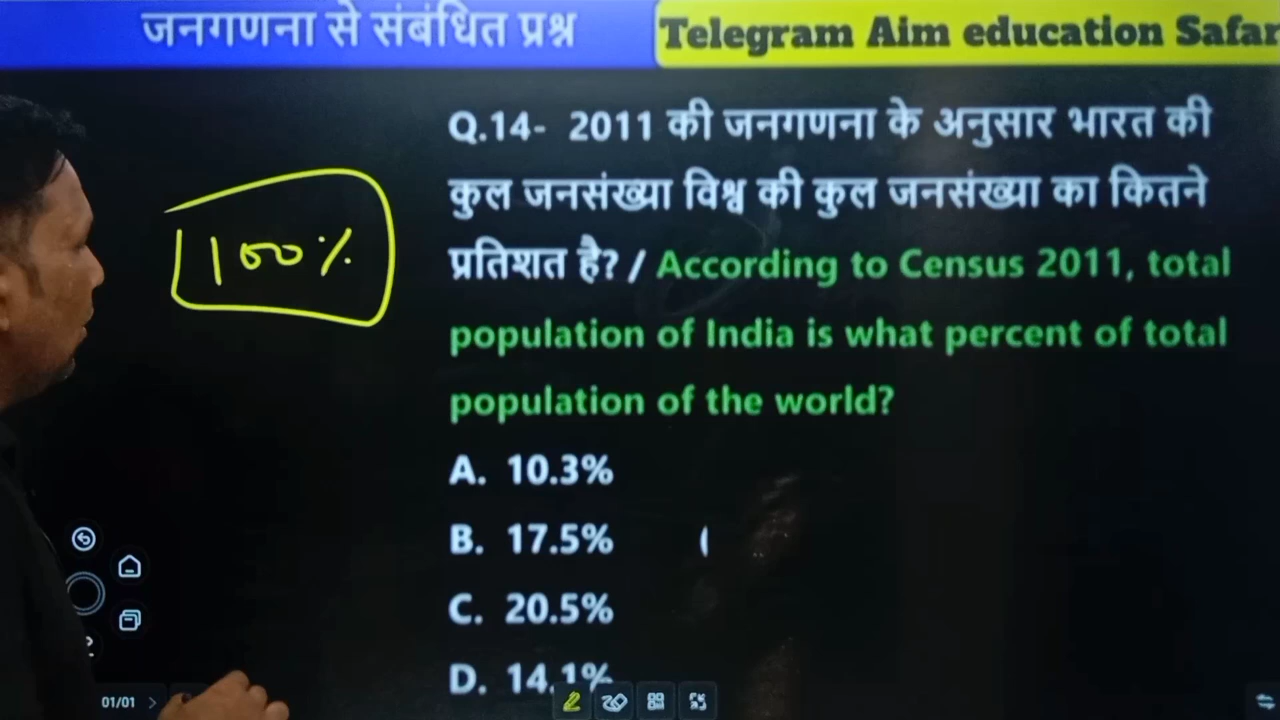 जनगणना से संबंधित प्रश्न
Telegram Aim education Safar
100%
Q.14- 2011 की जनगणना के अनुसार भारत की
कुल जनसंख्या विश्व की कुल जनसंख्या का कितने
प्रतिशत है? / According to Census 2011, total
population of India is what percent of total
population of the world?
A. 10.3%
B. 17.5%
C. 20.5%
D. 14.1%
01/01